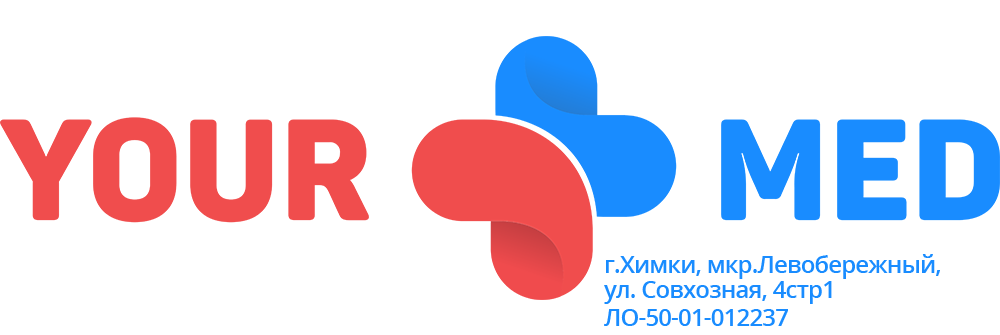 YOUR MED
г.Химки, мкр.Левобережный,
ул. Совхозная, 4стр1
ЛО-50-01-012237